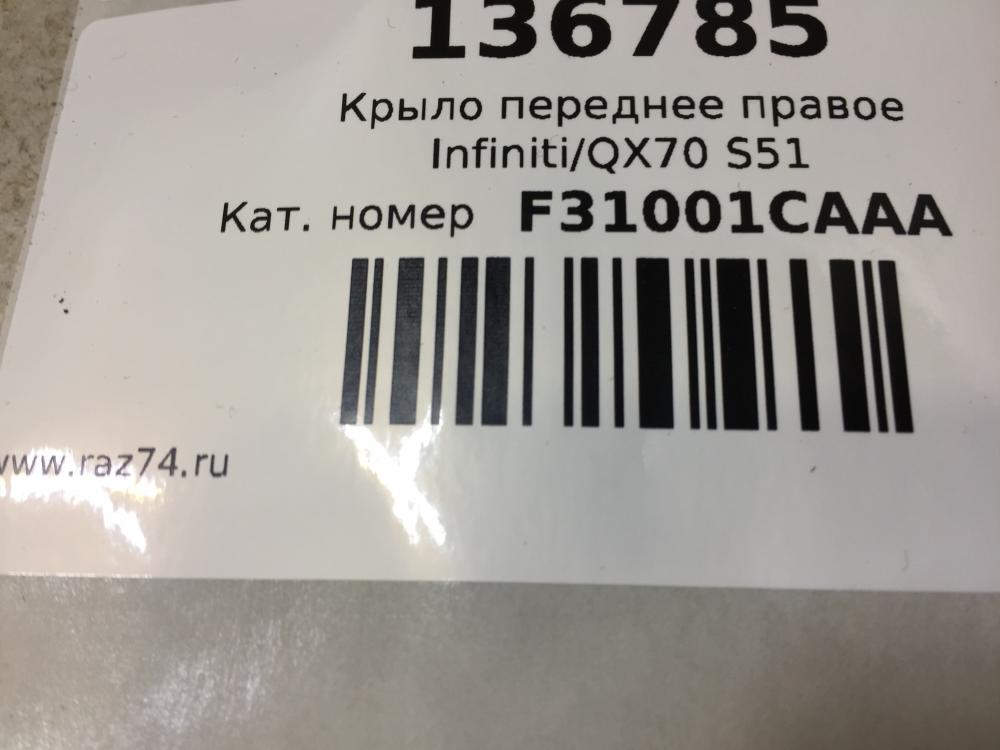 136785
Крыло переднее правое
Infiniti/QX70 S51
Кат. номер F31001CAAA
www.raz74.ru